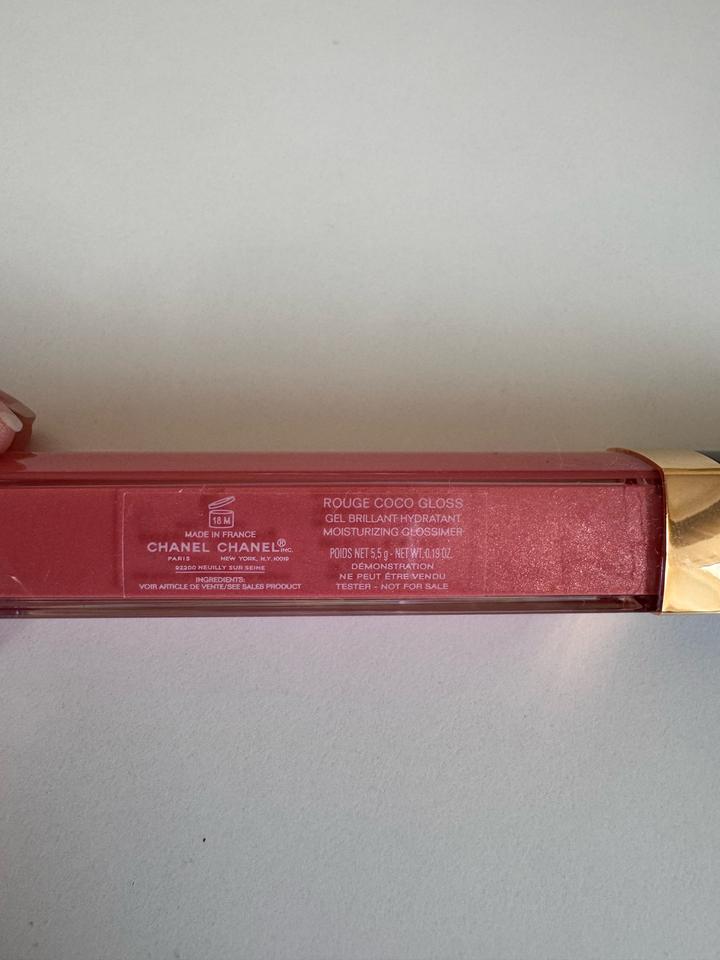 18 M
MADE IN FRANCE
CHANEL CHANEL® INC.
PARIS NEW YORK, N.Y. 10019
92200 NEUILLY SUR SEINE
INGREDIENTS:
VOIR ARTICLE DE VENTE/SEE SALES PRODUCT
ROUGE COCO GLOSS
GEL BRILLANT HYDRATANT
MOISTURIZING GLOSSIMER
POIDS NET 5,5 g - NET WT. 0.19 OZ.
DÉMONSTRATION
NE PEUT ÊTRE VENDU
TESTER - NOT FOR SALE